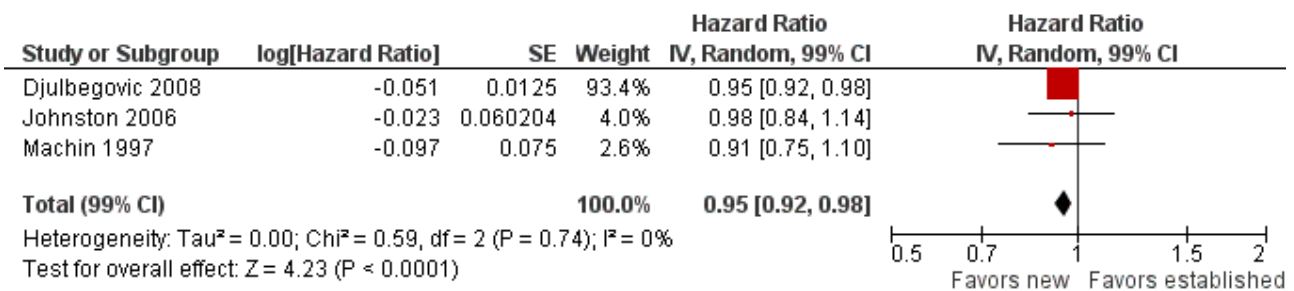 Hazard Ratio Hazard Ratio
Study or Subgroup log[Hazard Ratio] SE Weight IV, Random, 99% CI IV, Random, 99% CI
Djulbegovic 2008 -0.051 0.0125 93.4% 0.95 [0.92, 0.98]
Johnston 2006 -0.023 0.060204 4.0% 0.98 [0.84, 1.14]
Machin 1997 -0.097 0.075 2.6% 0.91 [0.75, 1.10]
Total (99% CI) 100.0% 0.95 [0.92, 0.98]
Heterogeneity: Tau² = 0.00; Chi² = 0.59, df = 2 (P = 0.74); I² = 0%
Test for overall effect: Z = 4.23 (P < 0.0001)
0.5 0.7 1 1.5 2
Favors new Favors established